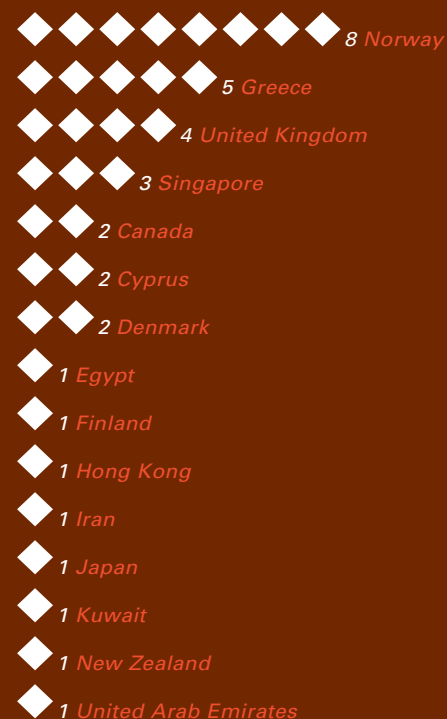 8 Norway
5 Greece
4 United Kingdom
3 Singapore
2 Canada
2 Cyprus
2 Denmark
1 Egypt
1 Finland
1 Hong Kong
1 Iran
1 Japan
1 Kuwait
1 New Zealand
1 United Arab Emirates